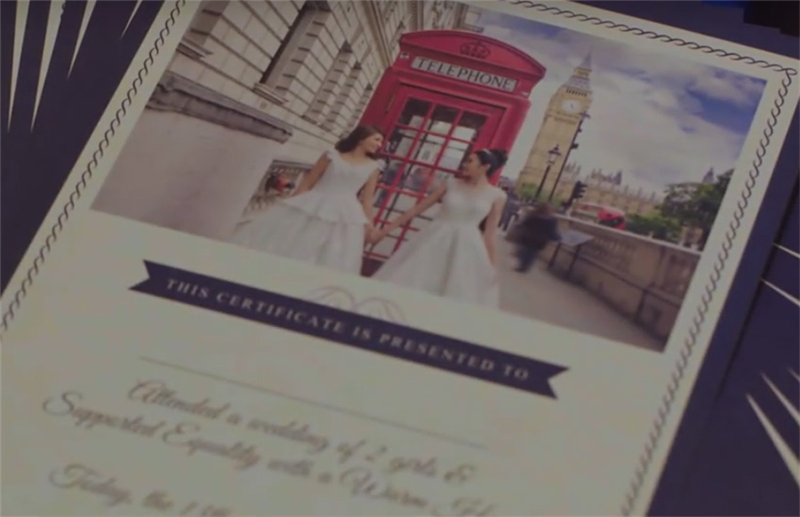 TELEPHONE
THIS CERTIFICATE IS PRESENTED TO
Attended a wedding of 2 girls &
Supported Equality with a Warm
Today, the